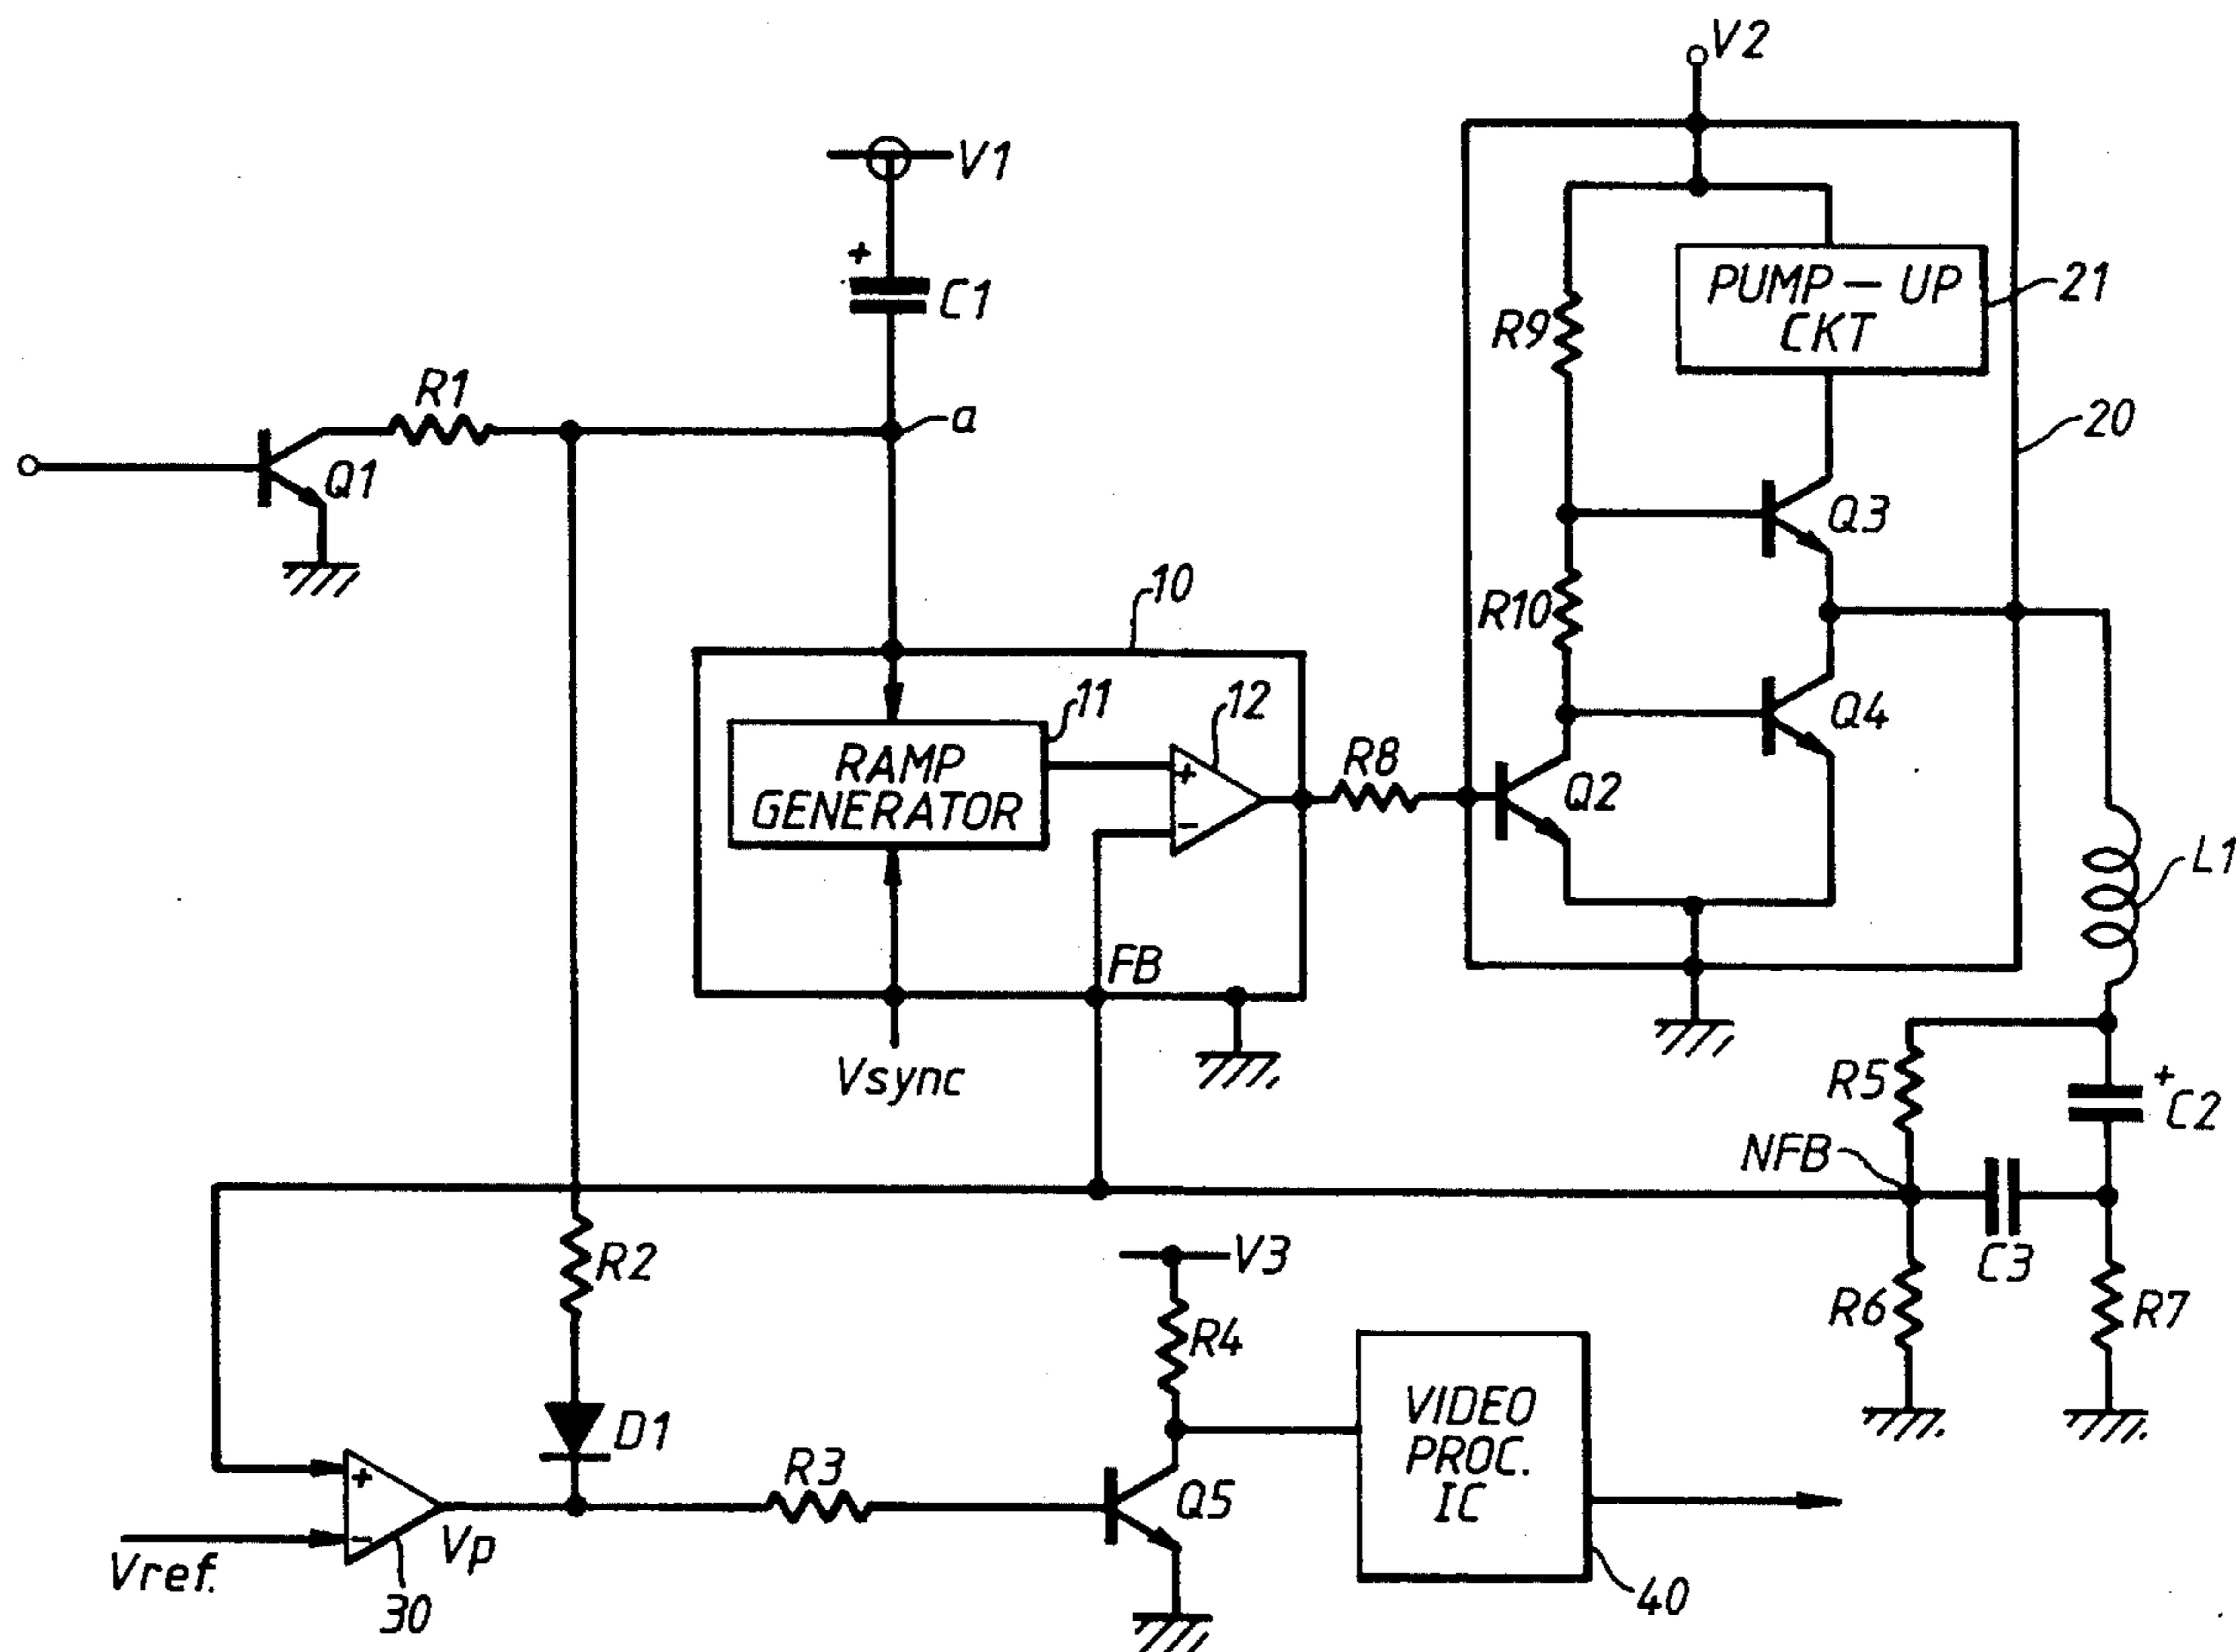 V2
V1
+
C1
PUMP - UP
CKT
21
R9
R1
a
20
Q1
Q3
10
R10
11
12
Q4
RAMP
GENERATOR
+
-
R8
Q2
L1
FB
Vsync
R5
+
C2
NFB
R2
V3
C3
R6
R7
R4
VIDEO
PROC.
IC
D1
R3
Q5
+
-
Vp
Vref.
30
40